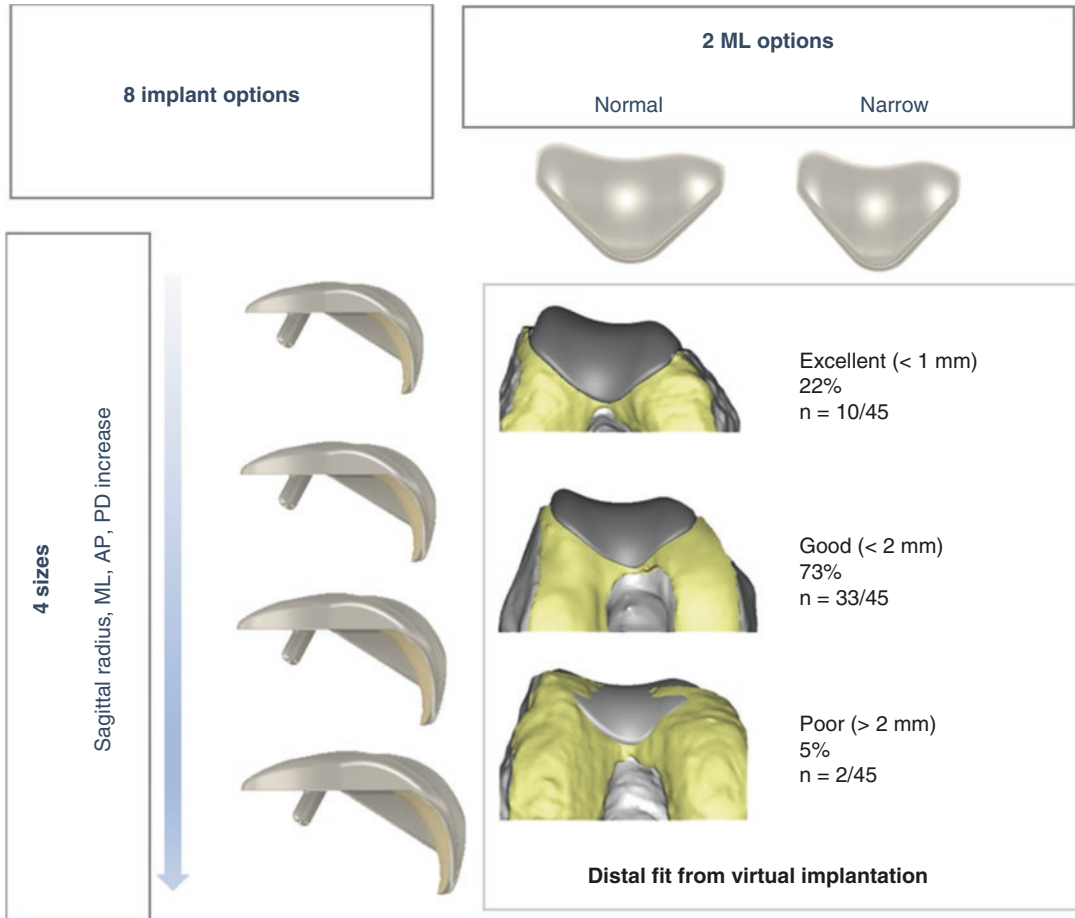 8 implant options
2 ML options
Normal Narrow
4 sizes
Sagittal radius, ML, AP, PD increase
Excellent (< 1 mm)
22%
n = 10/45
Good (< 2 mm)
73%
n = 33/45
Poor (> 2 mm)
5%
n = 2/45
Distal fit from virtual implantation